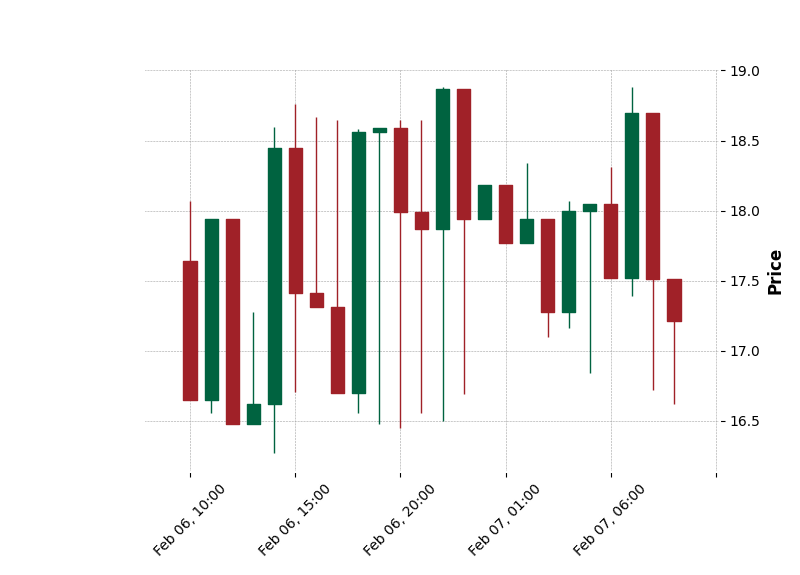 19.0
18.5
18.0
17.5
17.0
16.5
Price
Feb 06, 10:00
Feb 06, 15:00
Feb 06, 20:00
Feb 07, 01:00
Feb 07, 06:00